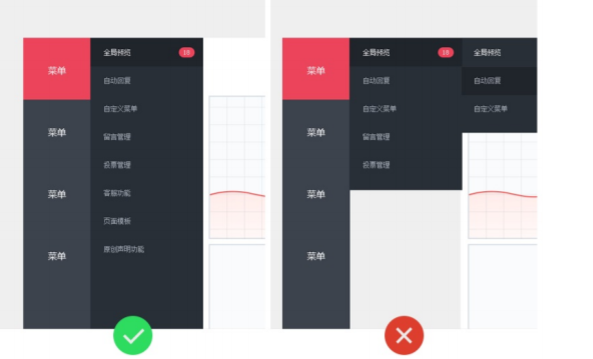 菜单
菜单
菜单
菜单
全局预览 15
自动回复
自定义菜单
留言管理
投票管理
客服功能
页面模板
原创声明功能
菜单
菜单
菜单
菜单
全局预览 15
自动回复
自定义菜单
留言管理
投票管理
全局预览
自动回复
自定义菜单